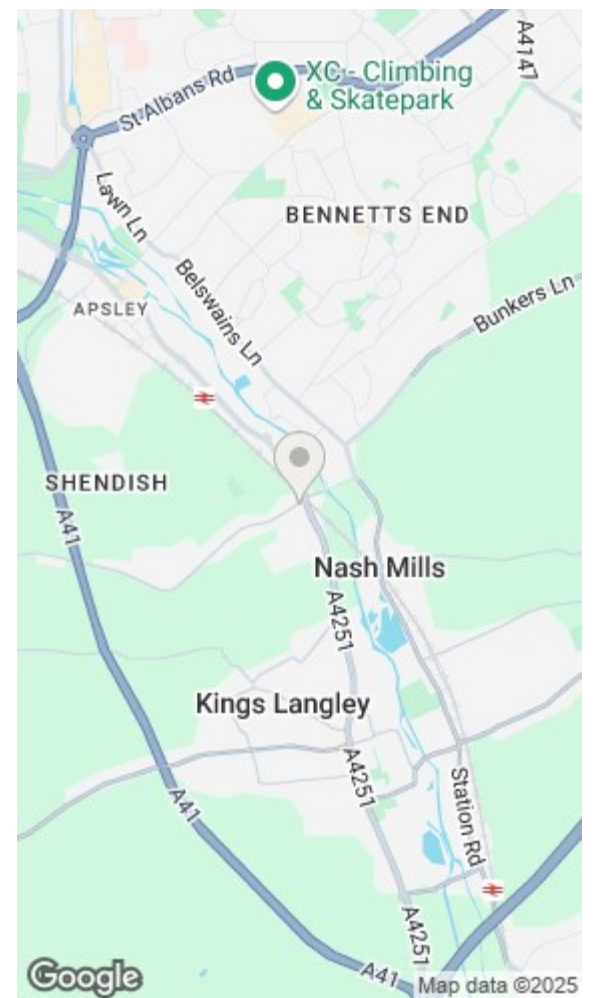 A4147
XC - Climbing
& Skatepark
St Albans Rd
Lawn Ln
BENNETTS END
Belswains Ln
Bunkers Ln
APSLEY
SHENDISH
A41
Nash Mills
A4251
Kings Langley
A4251
A41
Station Rd
A4251
A41
Google
Map data ©2025